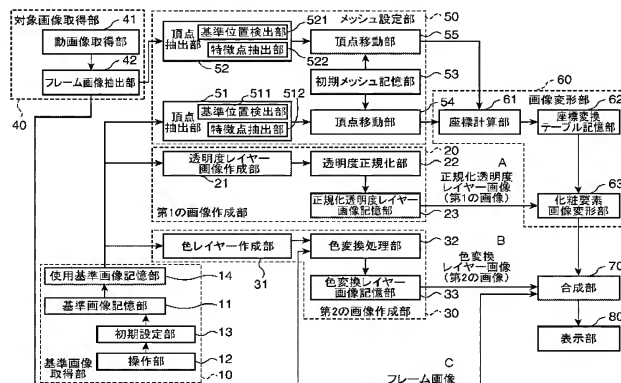 対象画像取得部
41
動画像取得部
42
フレーム画像抽出部
40
メッシュ設定部
50
521
頂点
抽出部
基準位置検出部
特徴点抽出部
52
522
頂点移動部
55
初期メッシュ記憶部
53
51
511
512
頂点
抽出部
基準位置検出部
特徴点抽出部
頂点移動部
54
60
画像変形部
61
座標計算部
62
座標変換
テーブル記憶部
63
化粧要素
画像変形部
20
透明度レイヤー
画像作成部
21
透明度正規化部
22
正規化透明度レイヤー
画像記憶部
23
第1の画像作成部
A
正規化透明度
レイヤー画像
(第1の画像)
色レイヤー作成部
31
色変換処理部
32
色変換レイヤー
画像記憶部
33
第2の画像作成部
30
B
色変換
レイヤー画像
(第2の画像)
使用基準画像記憶部
14
基準画像記憶部
11
初期設定部
13
操作部
12
基準画像
取得部
10
合成部
70
表示部
80
C
フレーム画像